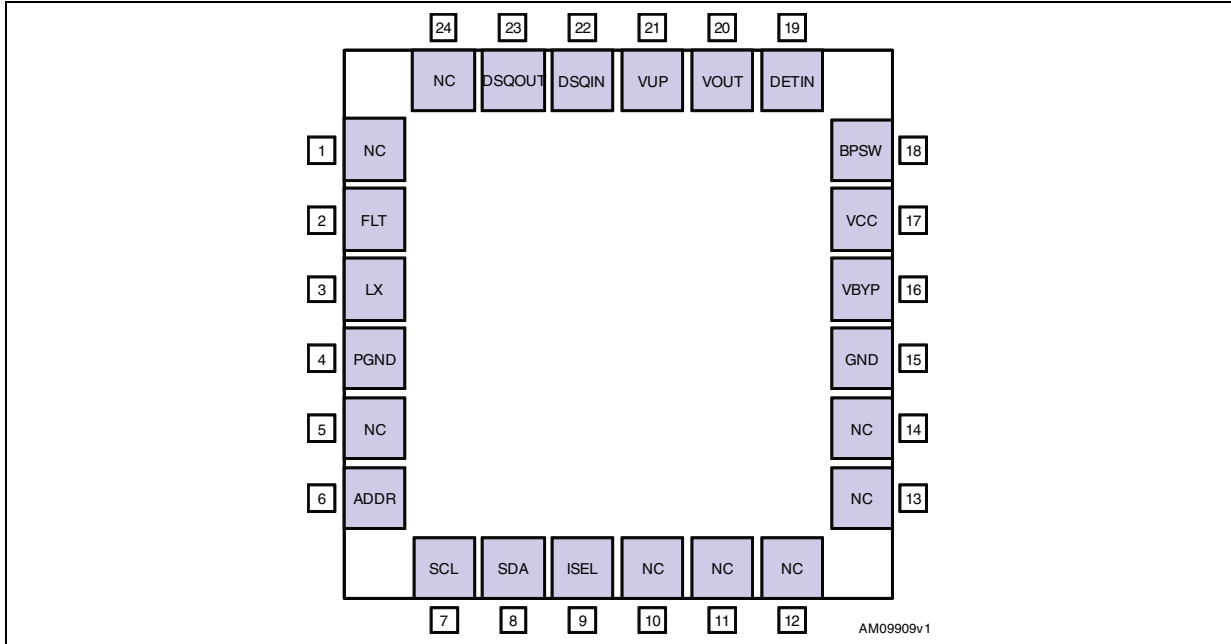 24 23 22 21 20 19
NC DSQOUT DSQIN VUP VOUT DETIN
1 NC BPSW 18
2 FLT VCC 17
3 LX VBYP 16
4 PGND GND 15
5 NC NC 14
6 ADDR NC 13
SCL SDA ISEL NC NC NC
7 8 9 10 11 12
AM09909v1